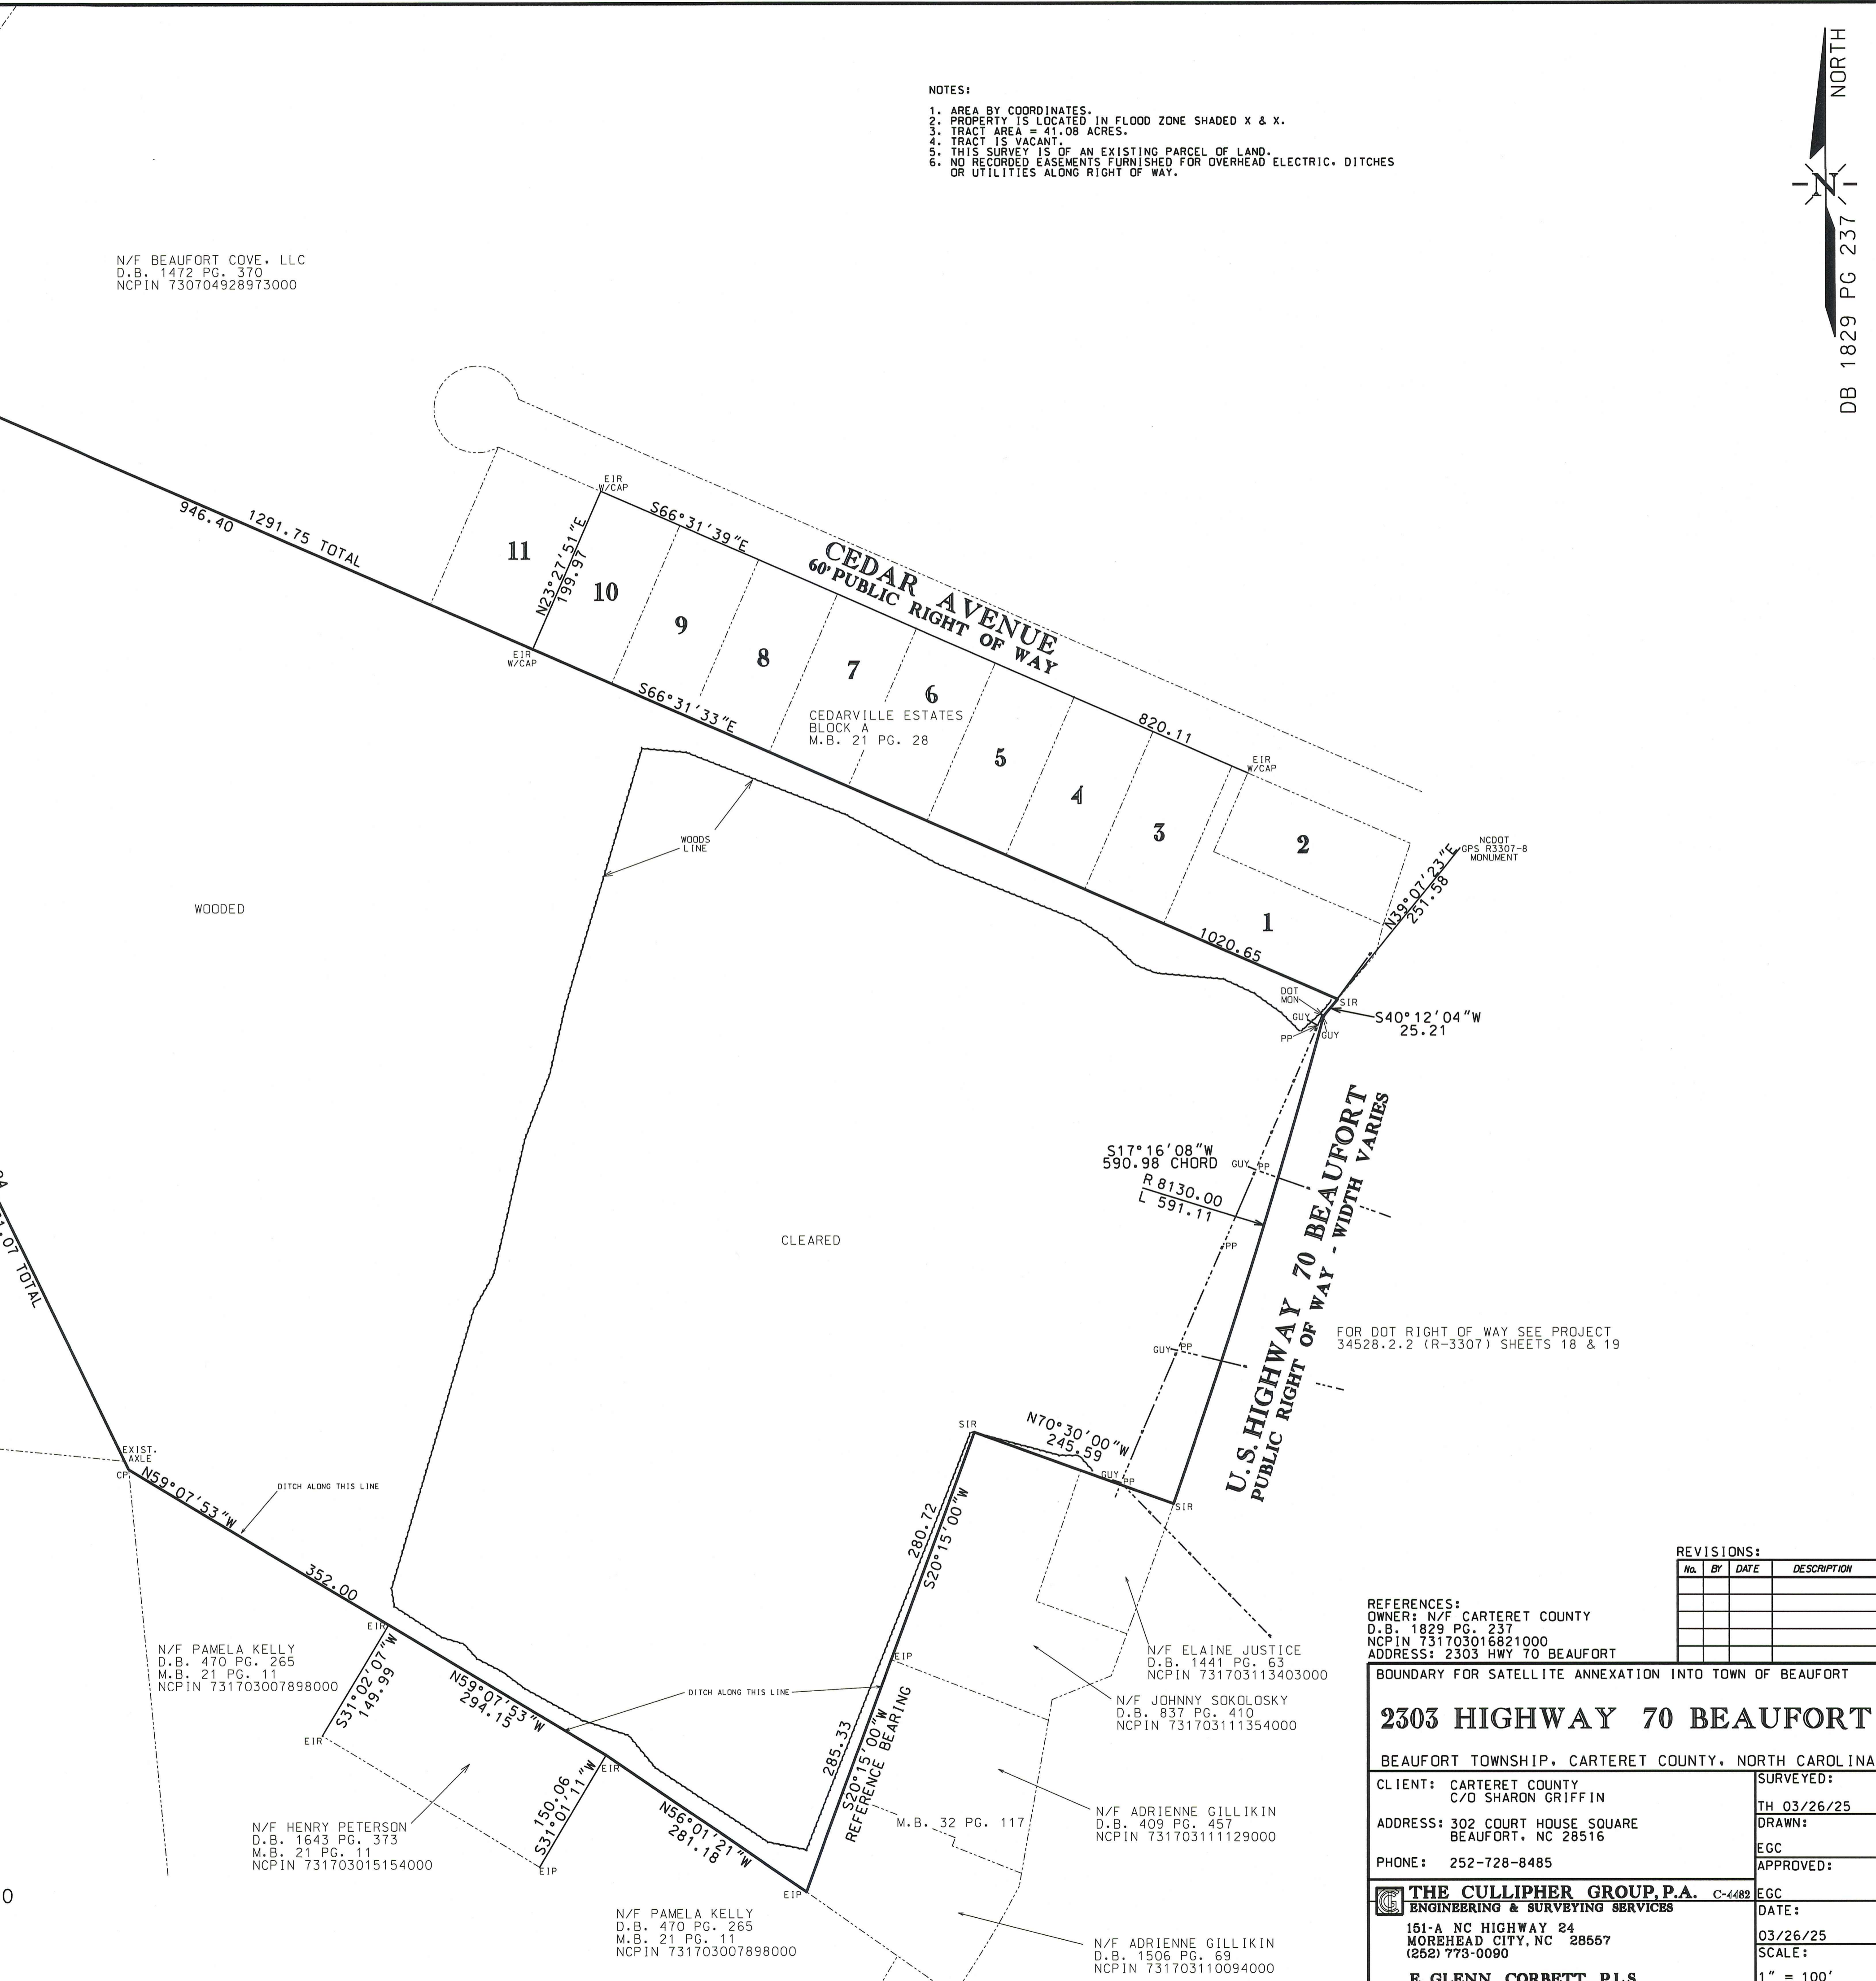 NORTH
N
DB 1829 PG 237
NOTES:
1. AREA BY COORDINATES.
2. PROPERTY IS LOCATED IN FLOOD ZONE SHADED X & X.
3. TRACT AREA = 41.08 ACRES.
4. TRACT IS VACANT.
5. THIS SURVEY IS OF AN EXISTING PARCEL OF LAND.
6. NO RECORDED EASEMENTS FURNISHED FOR OVERHEAD ELECTRIC, DITCHES
OR UTILITIES ALONG RIGHT OF WAY.
N/F BEAUFORT COVE, LLC
D.B. 1472 PG. 370
NCPIN 730704928973000
946.40
1291.75 TOTAL
EIR
W/CAP
S66°31'39"E
11
N23°27'51"E
199.97
10
9
8
7
6
5
4
3
2
1
CEDAR AVENUE
60' PUBLIC RIGHT OF WAY
EIR
W/CAP
S66°31'33"E
CEDARVILLE ESTATES
BLOCK A
M.B. 21 PG. 28
820.11
EIR
W/CAP
NCDOT
GPS R3307-8
MONUMENT
N39°07'23"E
251.58
WOODS
LINE
WOODED
1020.65
DOT
MON
SIR
GUY
PP
GUY
S40°12'04"W
25.21
S17°16'08"W
590.98 CHORD
R 8130.00
L 591.11
GUY
PP
PP
GUY
PP
U.S. HIGHWAY 70 BEAUFORT
PUBLIC RIGHT OF WAY - WIDTH VARIES
CLEARED
FOR DOT RIGHT OF WAY SEE PROJECT
34528.2.2 (R-3307) SHEETS 18 & 19
.07 TOTAL
SIR
N70°30'00"W
245.59
GUY
PP
SIR
EXIST.
AXLE
CP
N59°07'53"W
DITCH ALONG THIS LINE
352.00
280.72
S20°15'00"W
EIR
N/F PAMELA KELLY
D.B. 470 PG. 265
M.B. 21 PG. 11
NCPIN 731703007898000
S31°02'07"W
149.99
EIR
N59°07'53"W
294.15
DITCH ALONG THIS LINE
EIP
285.33
S20°15'00"W
REFERENCE BEARING
N/F ELAINE JUSTICE
D.B. 1441 PG. 63
NCPIN 731703113403000
N/F JOHNNY SOKOLOSKY
D.B. 837 PG. 410
NCPIN 731703111354000
EIR
150.06
S31°01'11"W
EIP
N56°01'21"W
281.18
EIP
M.B. 32 PG. 117
N/F ADRIENNE GILLIKIN
D.B. 409 PG. 457
NCPIN 731703111129000
N/F HENRY PETERSON
D.B. 1643 PG. 373
M.B. 21 PG. 11
NCPIN 731703015154000
0
N/F PAMELA KELLY
D.B. 470 PG. 265
M.B. 21 PG. 11
NCPIN 731703007898000
N/F ADRIENNE GILLIKIN
D.B. 1506 PG. 69
NCPIN 731703110094000
REVISIONS:
No. BY DATE DESCRIPTION
REFERENCES:
OWNER: N/F CARTERET COUNTY
D.B. 1829 PG. 237
NCPIN 731703016821000
ADDRESS: 2303 HWY 70 BEAUFORT
BOUNDARY FOR SATELLITE ANNEXATION INTO TOWN OF BEAUFORT
2303 HIGHWAY 70 BEAUFORT
BEAUFORT TOWNSHIP, CARTERET COUNTY, NORTH CAROLINA
CLIENT: CARTERET COUNTY
C/O SHARON GRIFFIN
ADDRESS: 302 COURT HOUSE SQUARE
BEAUFORT, NC 28516
PHONE: 252-728-8485
SURVEYED:
TH 03/26/25
DRAWN:
EGC
APPROVED:
EGC
DATE:
03/26/25
SCALE:
1" = 100'
THE CULLIPHER GROUP, P.A. C-4482
ENGINEERING & SURVEYING SERVICES
151-A NC HIGHWAY 24
MOREHEAD CITY, NC 28557
(252) 773-0090
F. GLENN CORBETT, P.L.S.